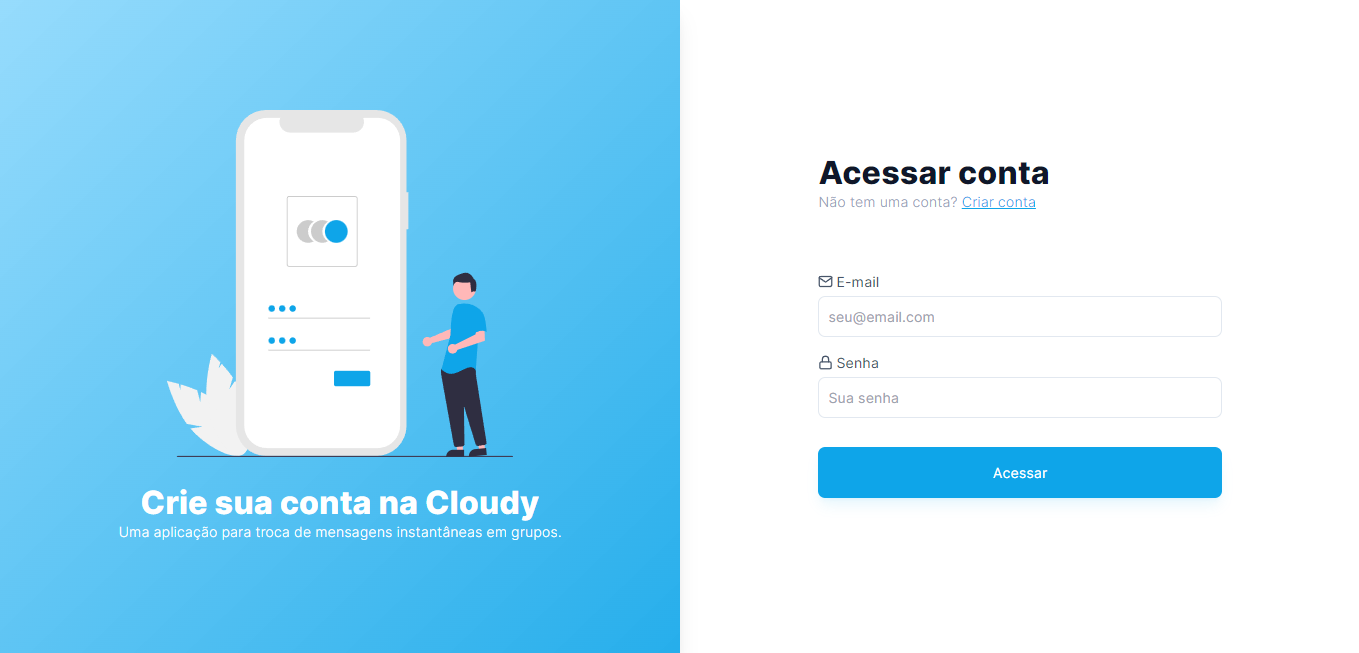 Crie sua conta na Cloudy
Uma aplicação para troca de mensagens instantâneas em grupos.
Acessar conta
Não tem uma conta? Criar conta
E-mail
seu@email.com
Senha
Sua senha
Acessar